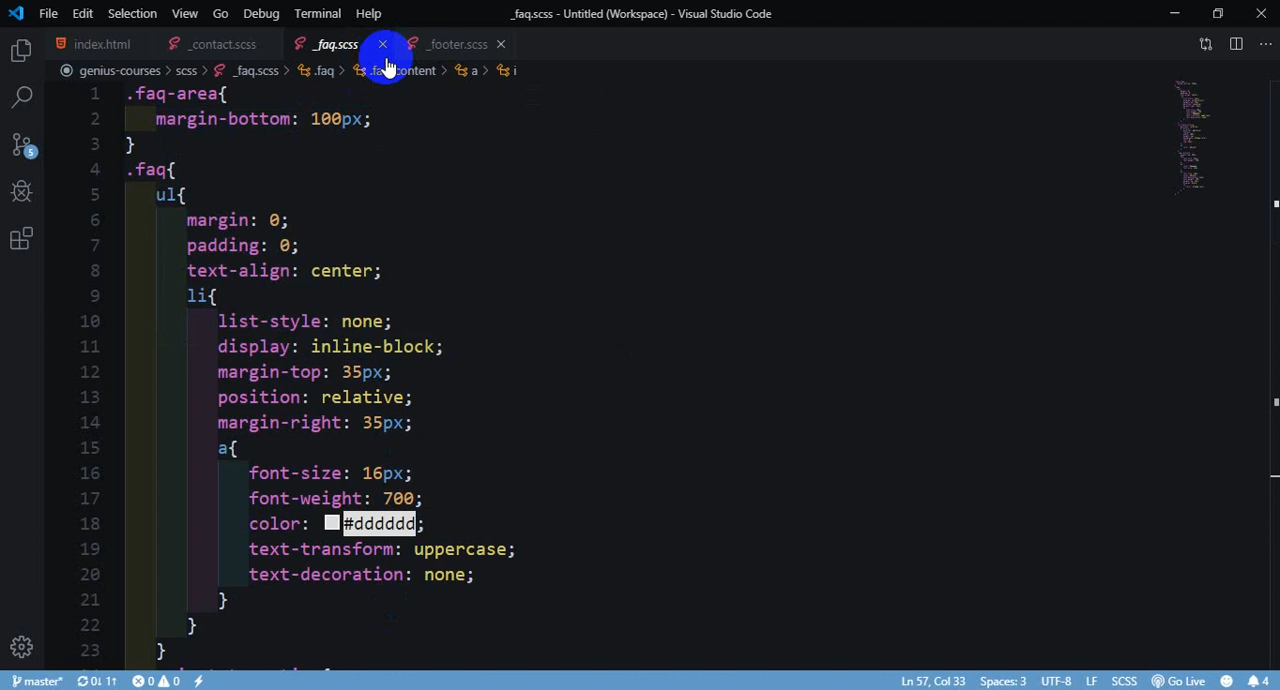 File Edit Selection View Go Debug Terminal Help _faq.scss - Untitled (Workspace) - Visual Studio Code
index.html _contact.scss _faq.scss _footer.scss
genius-courses > scss > _faq.scss > .faq > content > a > i
1 .faq-area{
2 margin-bottom: 100px;
3 }
4 .faq{
5 ul{
6 margin: 0;
7 padding: 0;
8 text-align: center;
9 li{
10 list-style: none;
11 display: inline-block;
12 margin-top: 35px;
13 position: relative;
14 margin-right: 35px;
15 a{
16 font-size: 16px;
17 font-weight: 700;
18 color: #dddddd;
19 text-transform: uppercase;
20 text-decoration: none;
21 }
22 }
23 }
5
master* 0↓ 1↑ 0 0 Ln 57, Col 33 Spaces: 3 UTF-8 LF SCSS Go Live 4